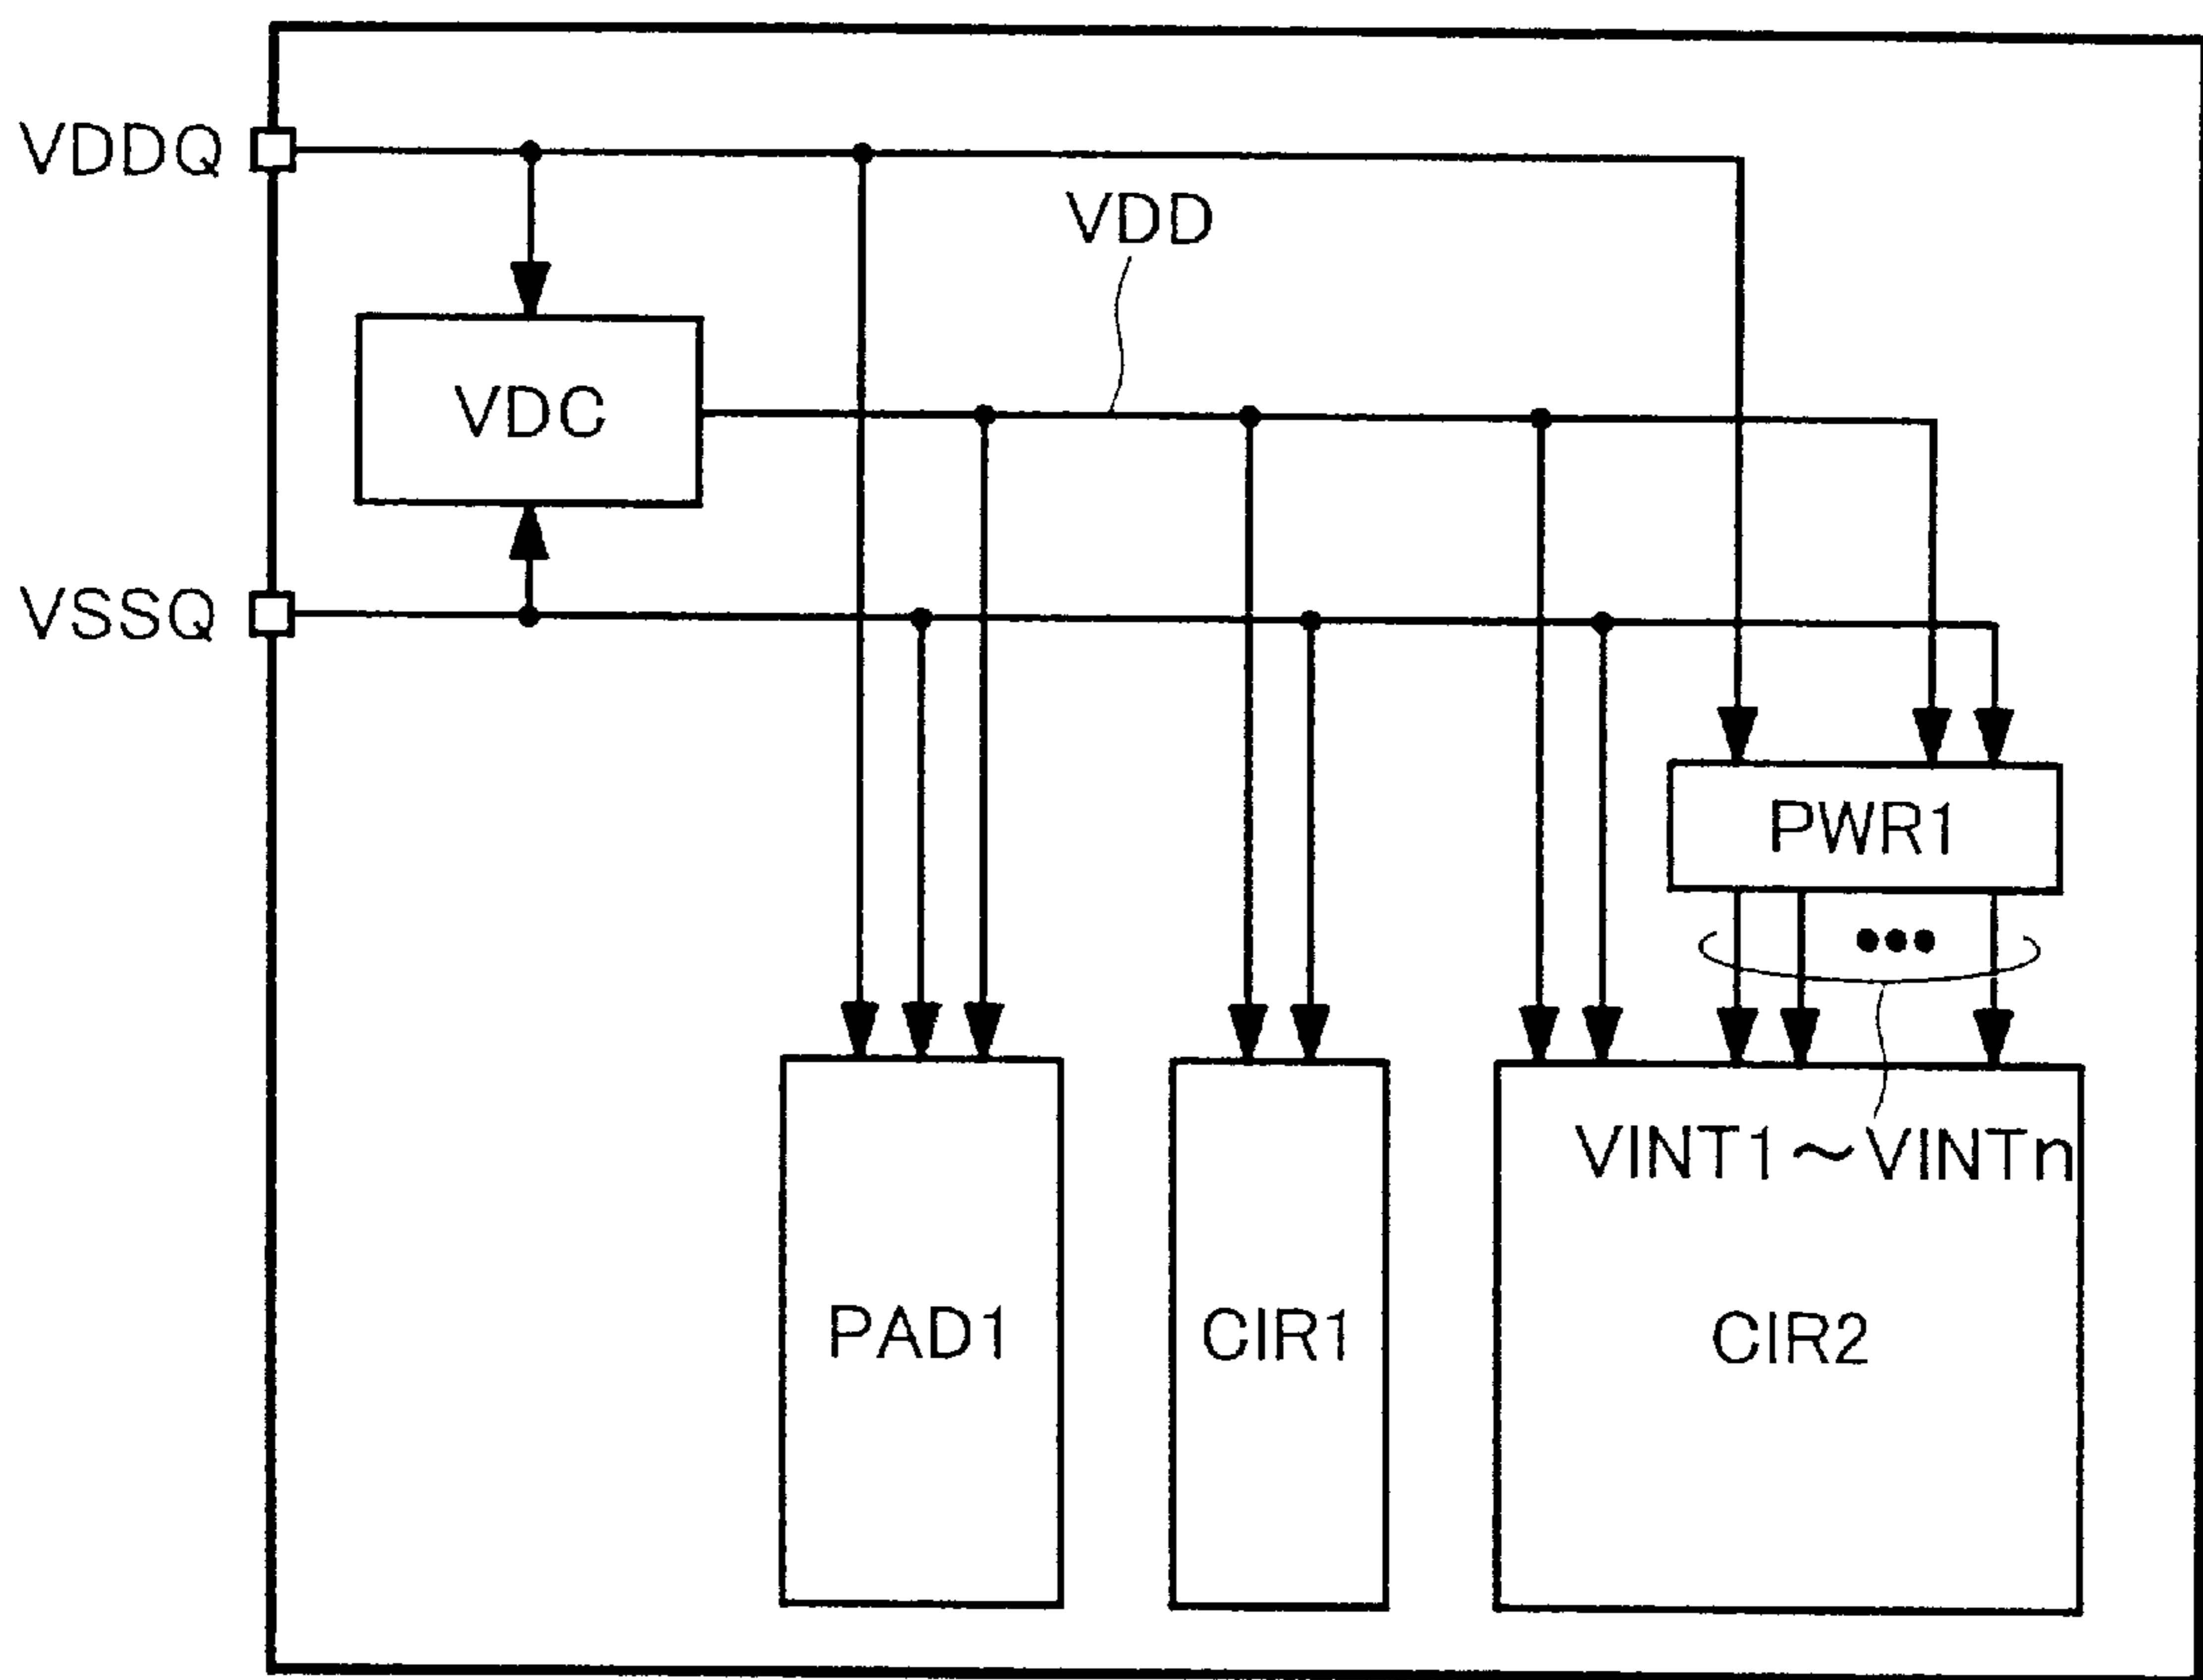 VDDQ
VDD
VDC
VSSQ
PWR1
VINT1~VINTn
PAD1
CIR1
CIR2